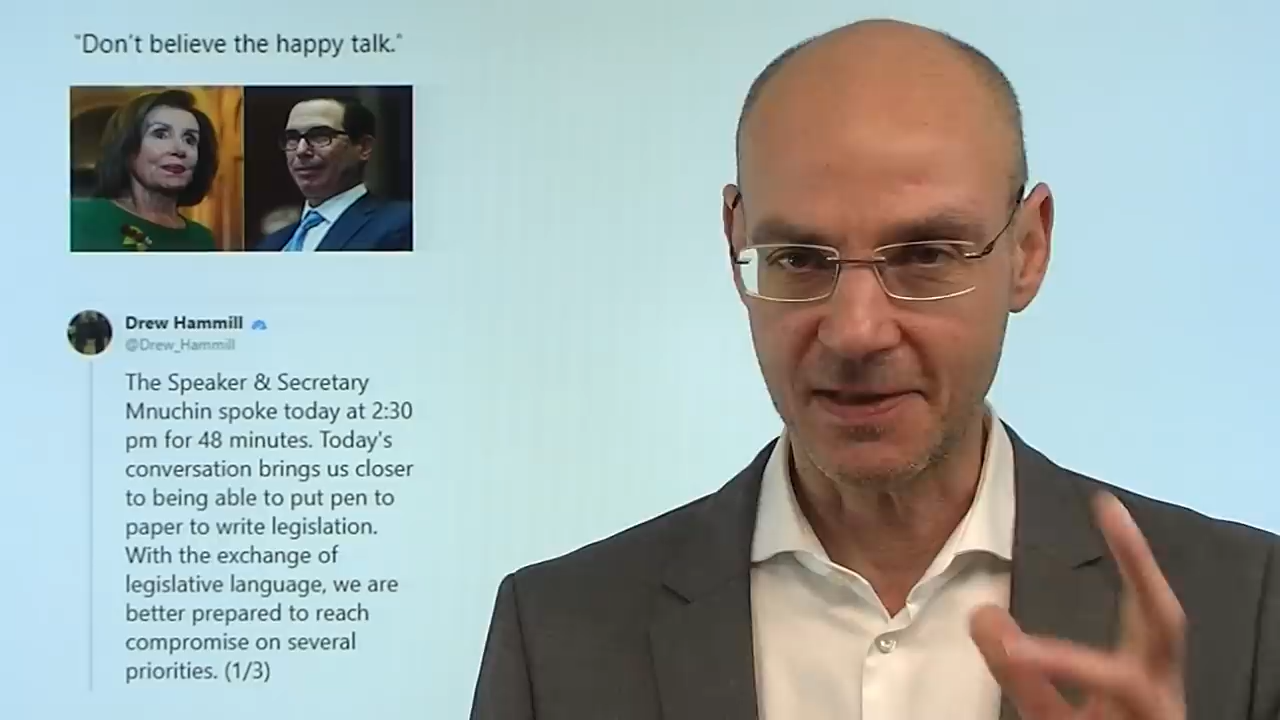 "Don't believe the happy talk."
Drew Hammill
@Drew_Hammill
The Speaker & Secretary
Mnuchin spoke today at 2:30
pm for 48 minutes. Today's
conversation brings us closer
to being able to put pen to
paper to write legislation.
With the exchange of
legislative language, we are
better prepared to reach
compromise on several
priorities. (1/3)